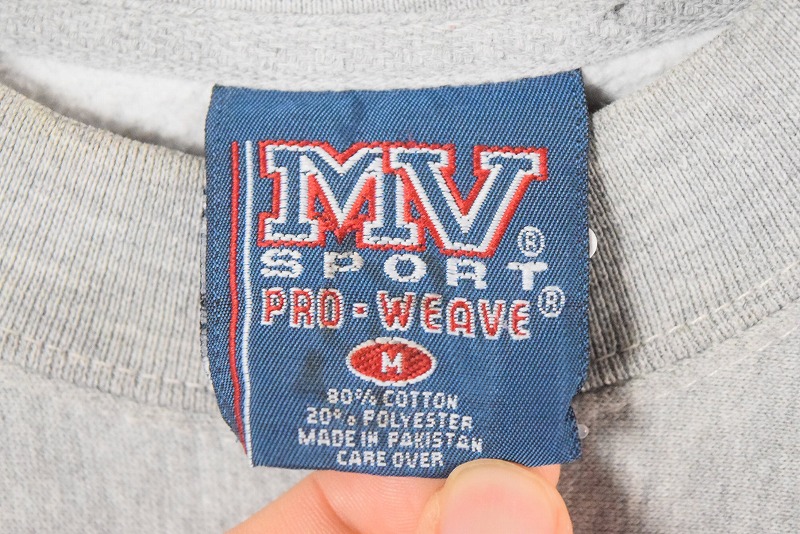 MV®
SPORT
PRO-WEAVE®
M
80% COTTON
20% POLYESTER
MADE IN PAKISTAN
CARE OVER